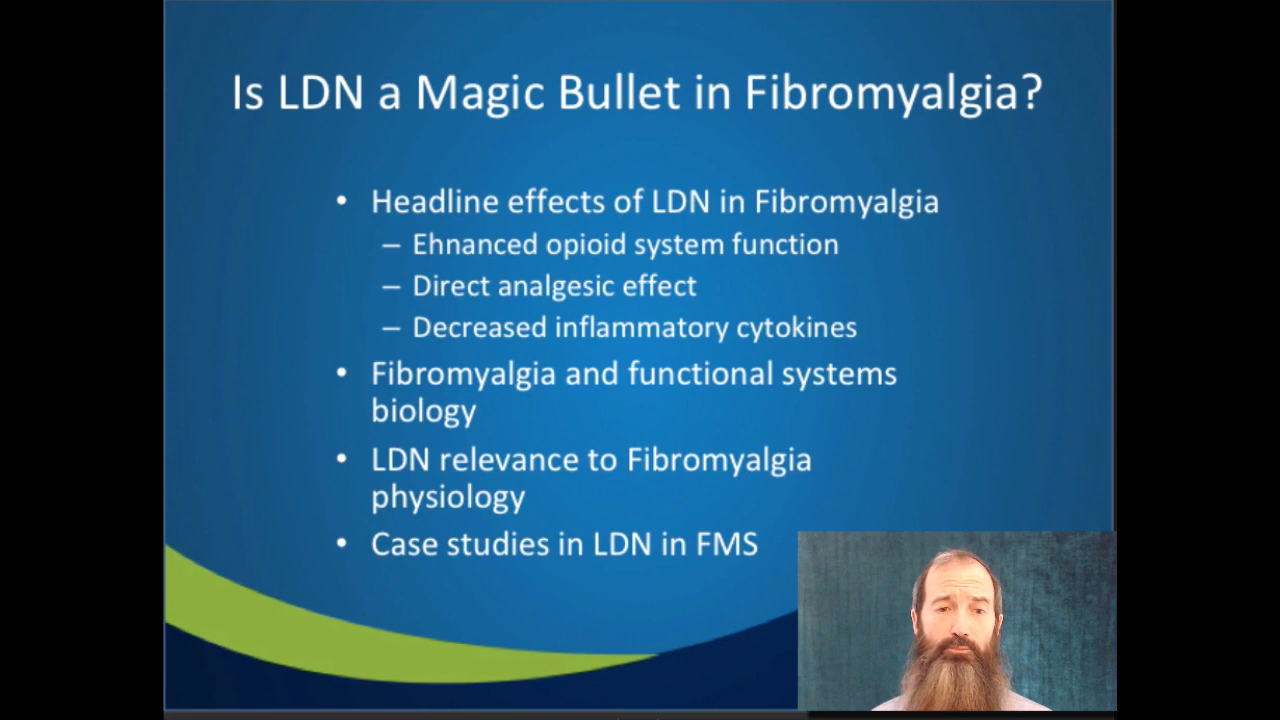 Is LDN a Magic Bullet in Fibromyalgia?
• Headline effects of LDN in Fibromyalgia
– Ehnanced opioid system function
– Direct analgesic effect
– Decreased inflammatory cytokines
• Fibromyalgia and functional systems
biology
• LDN relevance to Fibromyalgia
physiology
• Case studies in LDN in FMS